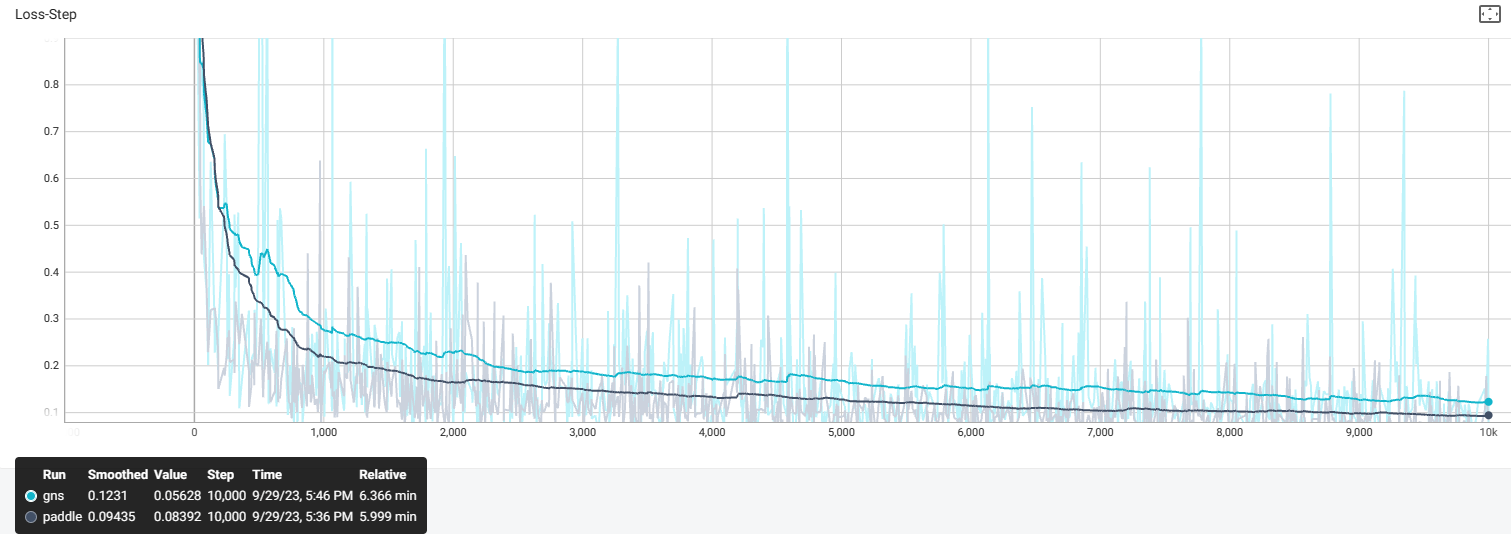 Loss-Step
0.8
0.7
0.6
0.5
0.4
0.3
0.2
0.1
0 1,000 2,000 3,000 4,000 5,000 6,000 7,000 8,000 9,000 10k
Run Smoothed Value Step Time Relative
gns 0.1231 0.05628 10,000 9/29/23, 5:46 PM 6.366 min
paddle 0.09435 0.08392 10,000 9/29/23, 5:36 PM 5.999 min